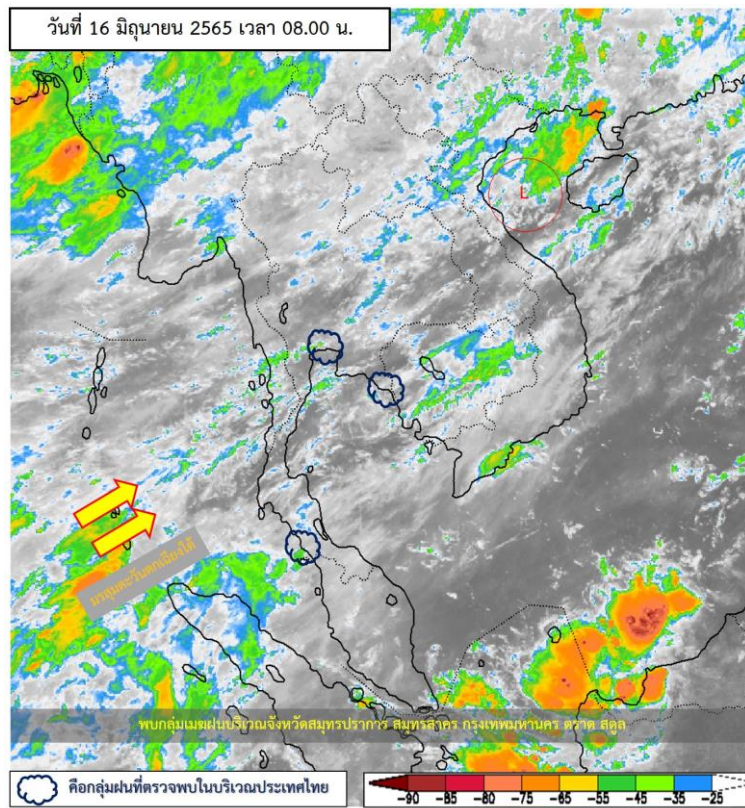 วันที่ 16 มิถุนายน 2565 เวลา 08.00 น.
L
มรสุมตะวันตกเฉียงใต้
พบกลุ่มเมฆฝนบริเวณจังหวัดสมุทรปราการ สมุทรสาคร กรุงเทพมหานคร ตราด สตูล
คือกลุ่มฝนที่ตรวจพบในบริเวณประเทศไทย
-90 -85 -80 -75 -65 -55 -45 -35 -25